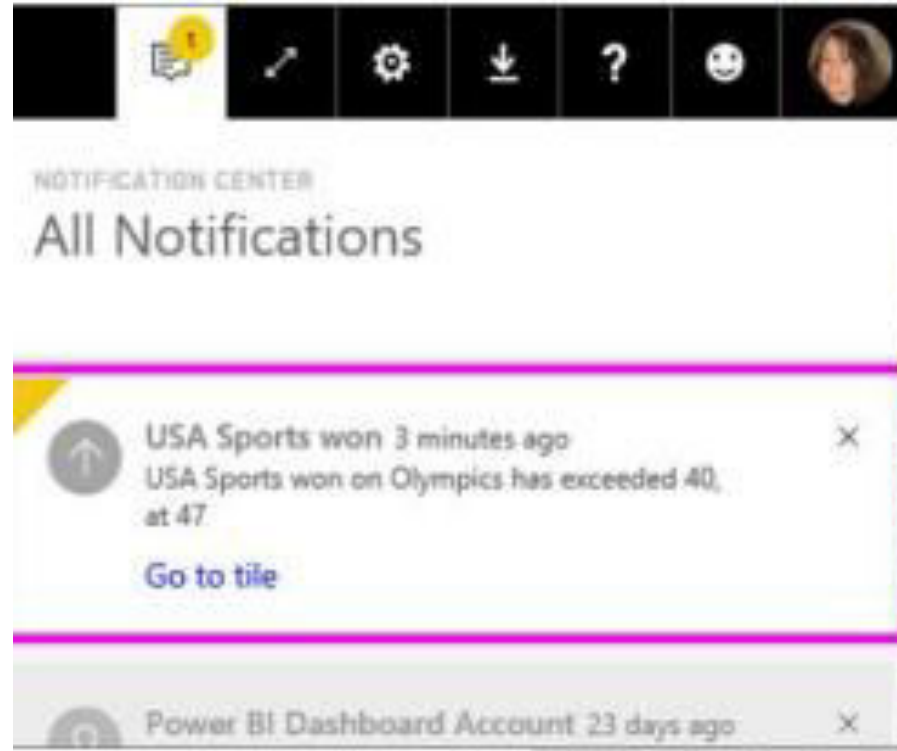 1
?
NOTIFICATION CENTER
All Notifications
USA Sports won 3 minutes ago
USA Sports won on Olympics has exceeded 40,
at 47
Go to tile
Power BI Dashboard Account 23 days ago